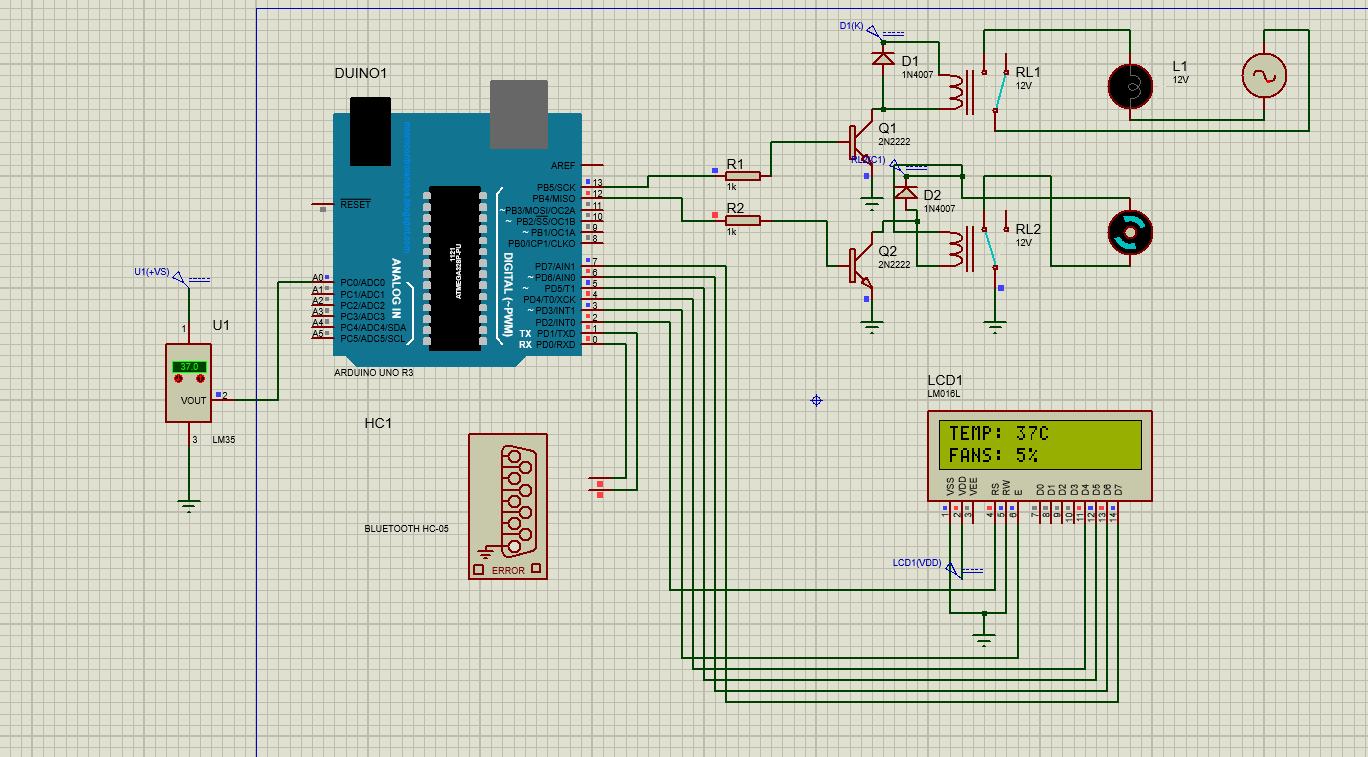 D1(K)
D1
1N4007
RL1
12V
L1
12V
DUINO1
AREF
PB5/SCK 13
PB4/MISO 12
~PB3/MOSI/OC2A 11
~ PB2/SS/OC1B 10
~ PB1/OC1A 9
PB0/ICP1/CLKO 8
RESET
microcontrolandos.blogspot.com
1121
ATMEGA328P-PU
ANALOG IN
DIGITAL (~PWM)
A0 PC0/ADC0
A1 PC1/ADC1
A2 PC2/ADC2
A3 PC3/ADC3
A4 PC4/ADC4/SDA
A5 PC5/ADC5/SCL
PD7/AIN1 7
~ PD6/AIN0 6
~ PD5/T1 5
PD4/T0/XCK 4
~ PD3/INT1 3
PD2/INT0 2
TX PD1/TXD 1
RX PD0/RXD 0
ARDUINO UNO R3
R1
1k
R2
1k
Q1
2N2222
D2
1N4007
Q2
2N2222
RL2
12V
U1(+VS)
U1
1
37.0
VOUT
2
3
LM35
HC1
BLUETOOTH HC-05
ERROR
LCD1
LM016L
TEMP: 37C
FANS: 5%
VSS VDD VEE RS RW E D0 D1 D2 D3 D4 D5 D6 D7
1 2 3 4 5 6 7 8 9 10 11 12 13 14
LCD1(VDD)